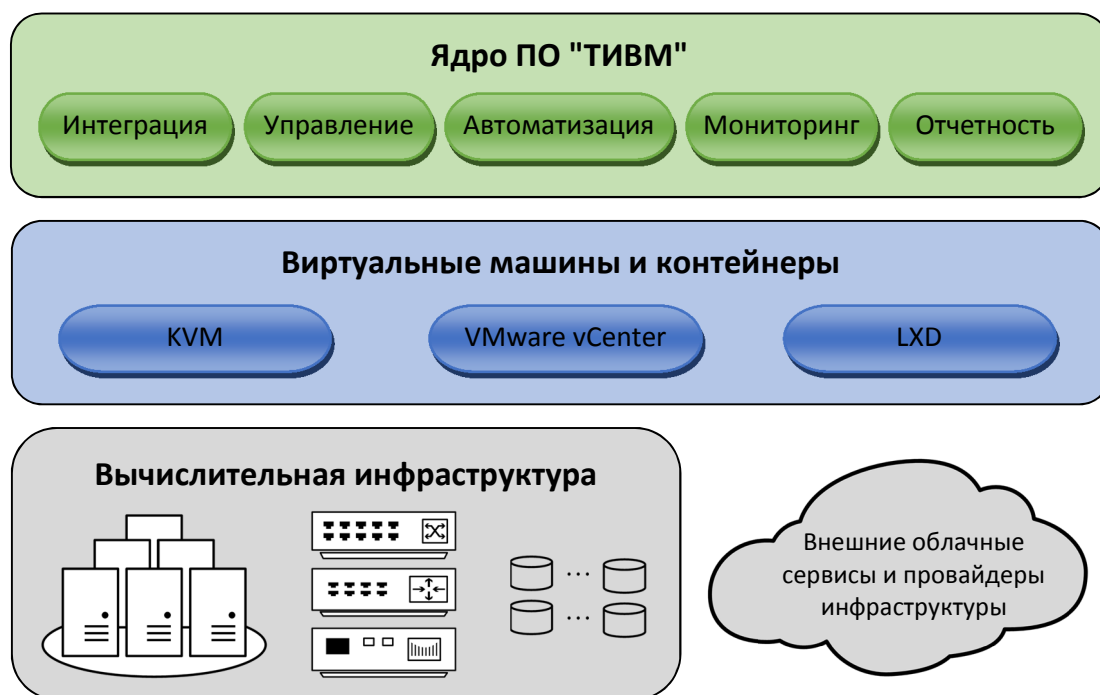 Ядро ПО "ТИВМ"
Интеграция
Управление
Автоматизация
Мониторинг
Отчетность
Виртуальные машины и контейнеры
KVM
VMware vCenter
LXD
Вычислительная инфраструктура
...
...
Внешние облачные
сервисы и провайдеры
инфраструктуры